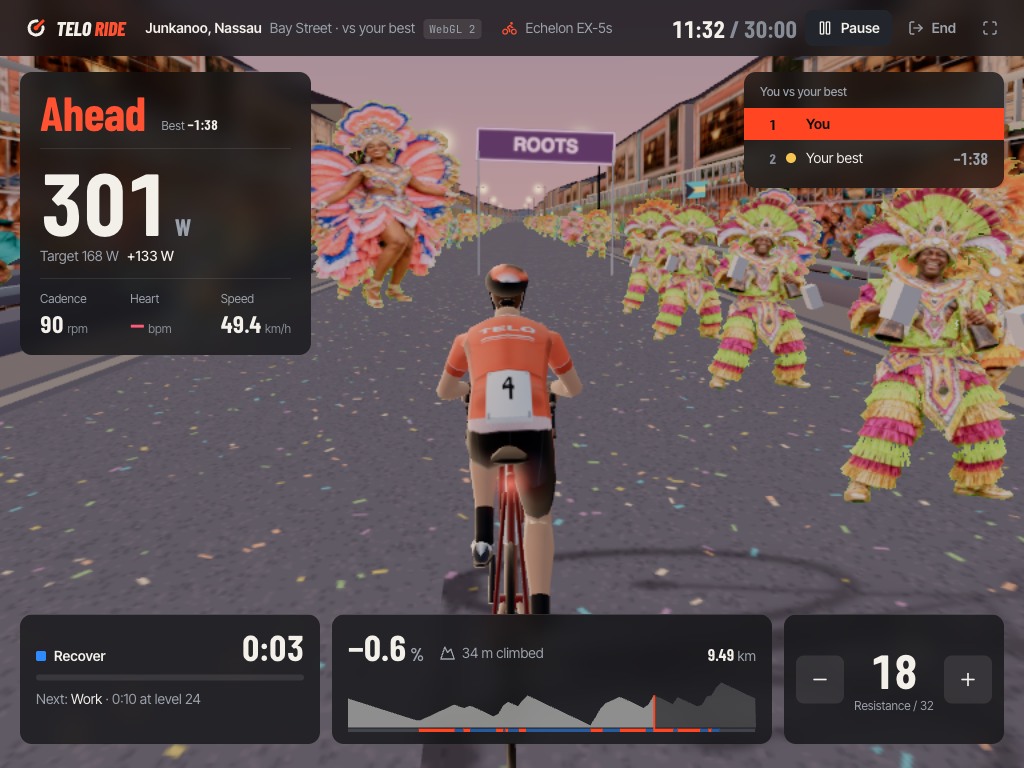 TELO RIDE Junkanoo, Nassau Bay Street · vs your best WebGL 2 Echelon EX-5s 11:32 / 30:00 Pause End
Ahead Best −1:38
301 W
Target 168 W +133 W
Cadence Heart Speed
90 rpm — bpm 49.4 km/h
You vs your best
1 You
2 Your best −1:38
ROOTS
TELO
4
Recover 0:03
Next: Work · 0:10 at level 24
−0.6 % 34 m climbed 9.49 km
− 18 +
Resistance / 32